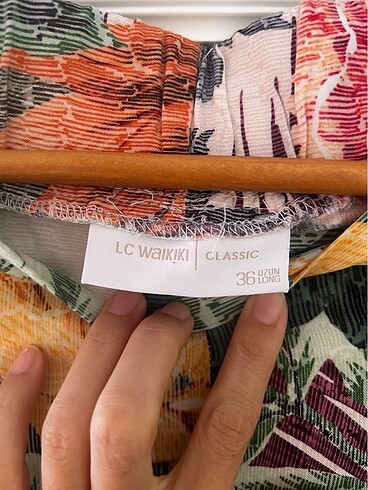 LC WAIKIKI | CLASSIC
36 UZUN
LONG